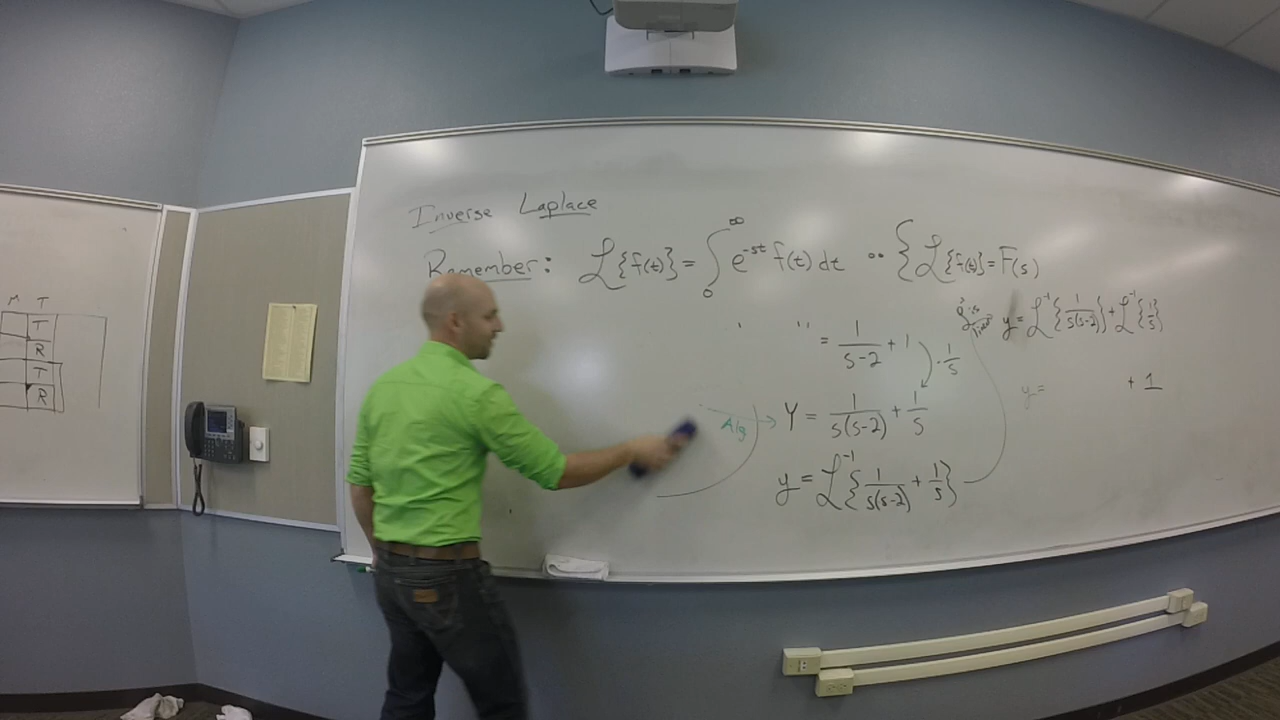 Inverse Laplace
Remember: ℒ{f(t)} = ∫₀^∞ e^{-st} f(t) dt {ℒ{f(t)} = F(s)
y = ℒ^{-1}{1/(s(s-2))} + ℒ^{-1}{1/s}
" = 1/(s-2) + 1 · 1/s
y = + 1
Alg → Y = 1/(s(s-2)) + 1/s
y = ℒ^{-1}{1/(s(s-2)) + 1/s}
M T
T
R
T
R